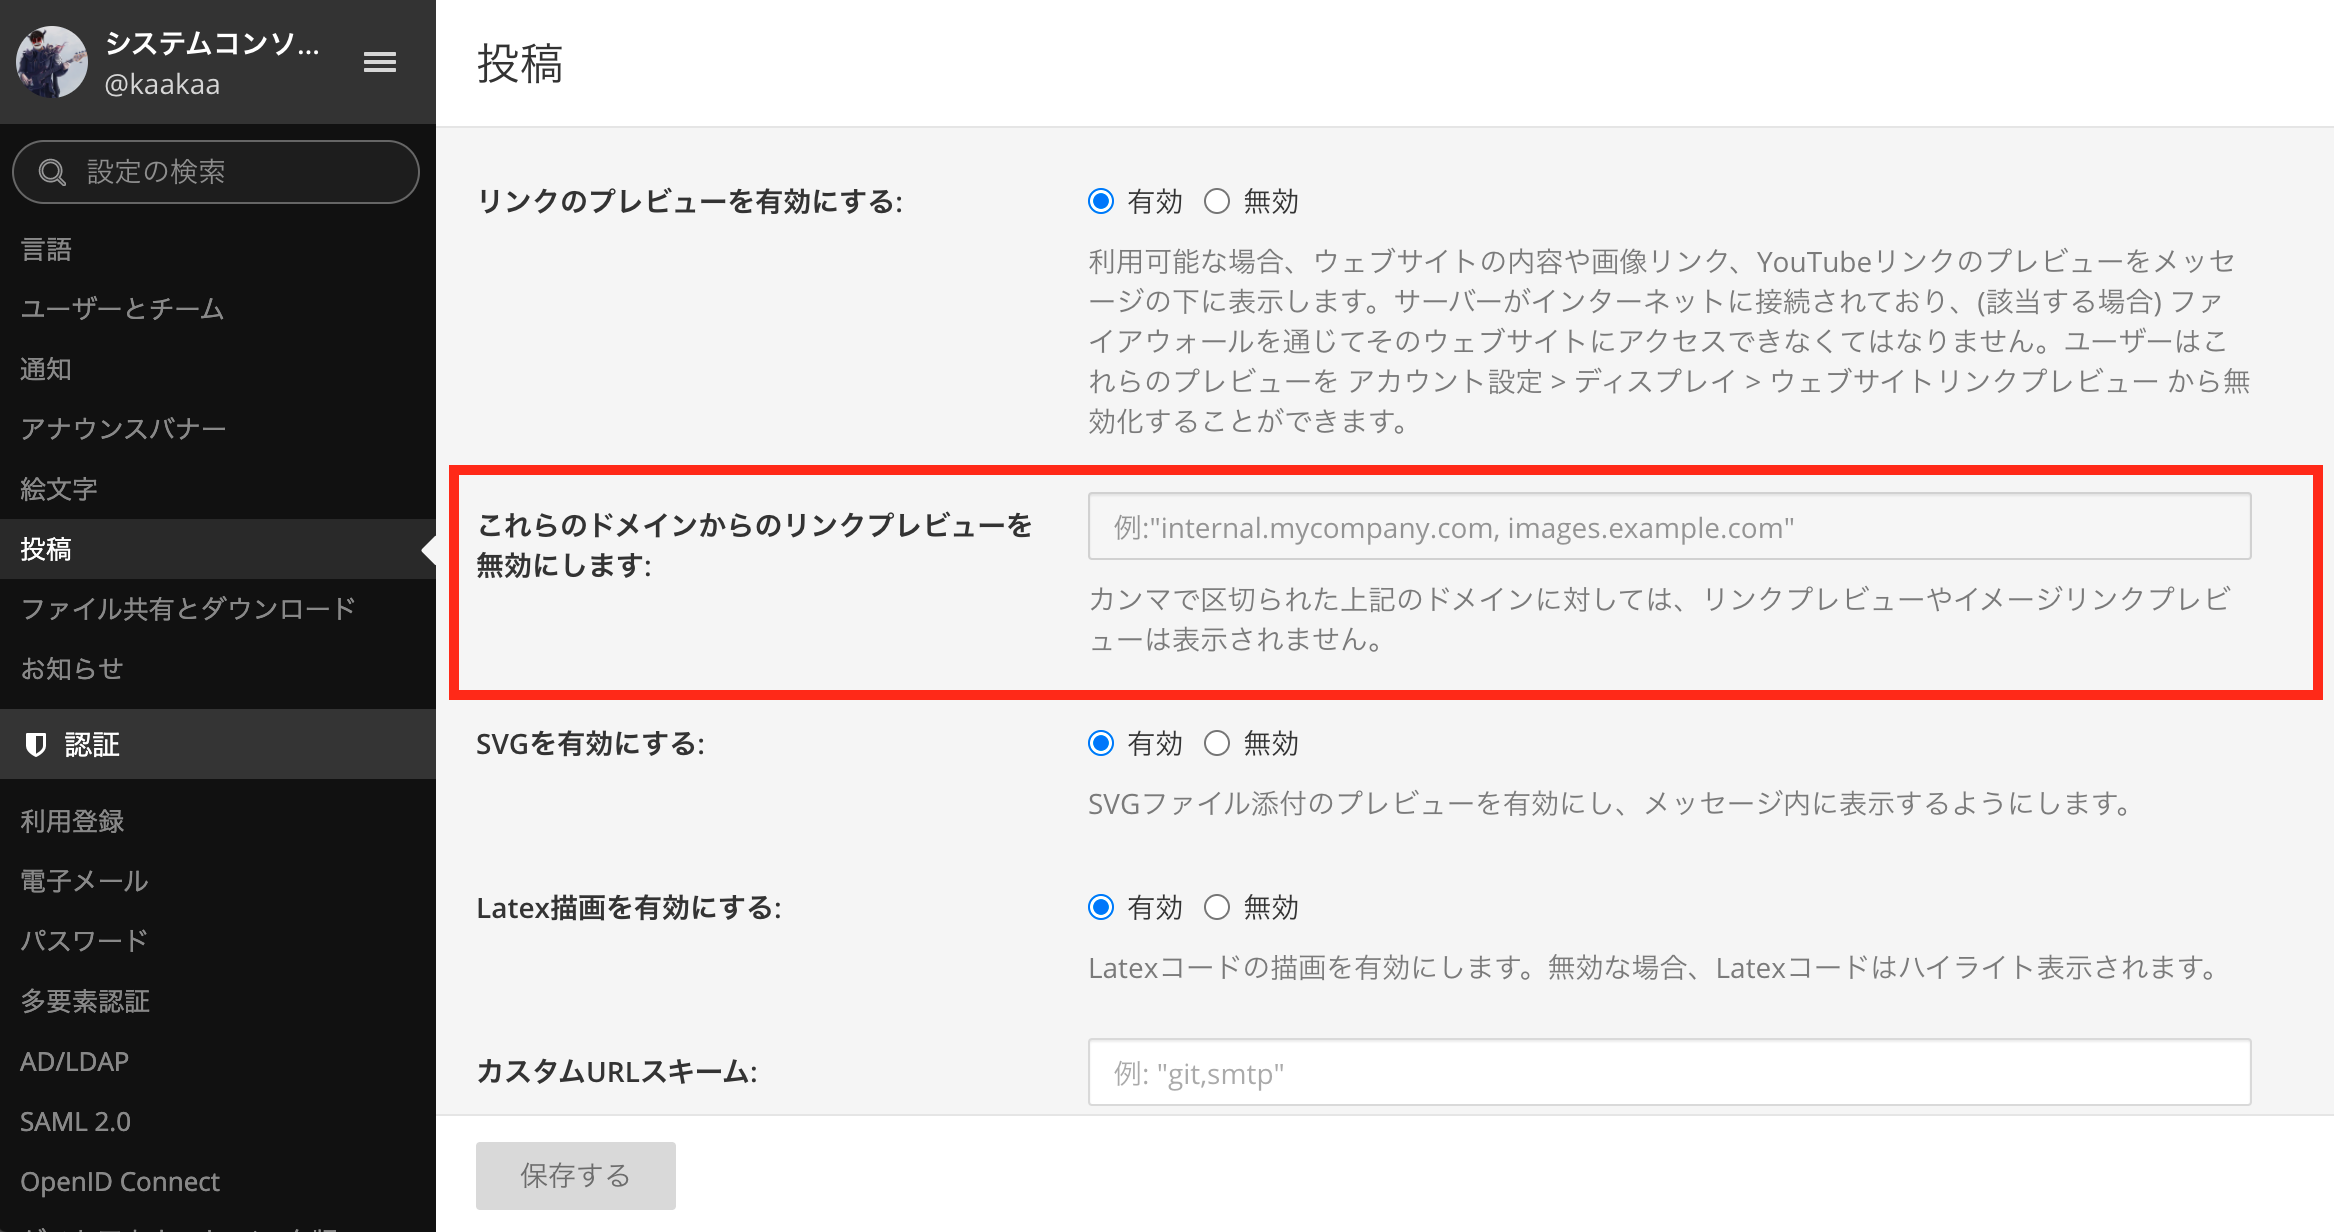 システムコンソ...
@kaakaa
設定の検索
言語
ユーザーとチーム
通知
アナウンスバナー
絵文字
投稿
ファイル共有とダウンロード
お知らせ
認証
利用登録
電子メール
パスワード
多要素認証
AD/LDAP
SAML 2.0
OpenID Connect
投稿
リンクのプレビューを有効にする:
有効 無効
利用可能な場合、ウェブサイトの内容や画像リンク、YouTubeリンクのプレビューをメッセ
ージの下に表示します。サーバーがインターネットに接続されており、(該当する場合) ファ
イアウォールを通じてそのウェブサイトにアクセスできなくてはなりません。ユーザーはこ
れらのプレビューを アカウント設定 > ディスプレイ > ウェブサイトリンクプレビュー から無
効化することができます。
これらのドメインからのリンクプレビューを
無効にします:
例:"internal.mycompany.com, images.example.com"
カンマで区切られた上記のドメインに対しては、リンクプレビューやイメージリンクプレビ
ューは表示されません。
SVGを有効にする:
有効 無効
SVGファイル添付のプレビューを有効にし、メッセージ内に表示するようにします。
Latex描画を有効にする:
有効 無効
Latexコードの描画を有効にします。無効な場合、Latexコードはハイライト表示されます。
カスタムURLスキーム:
例: "git,smtp"
保存する